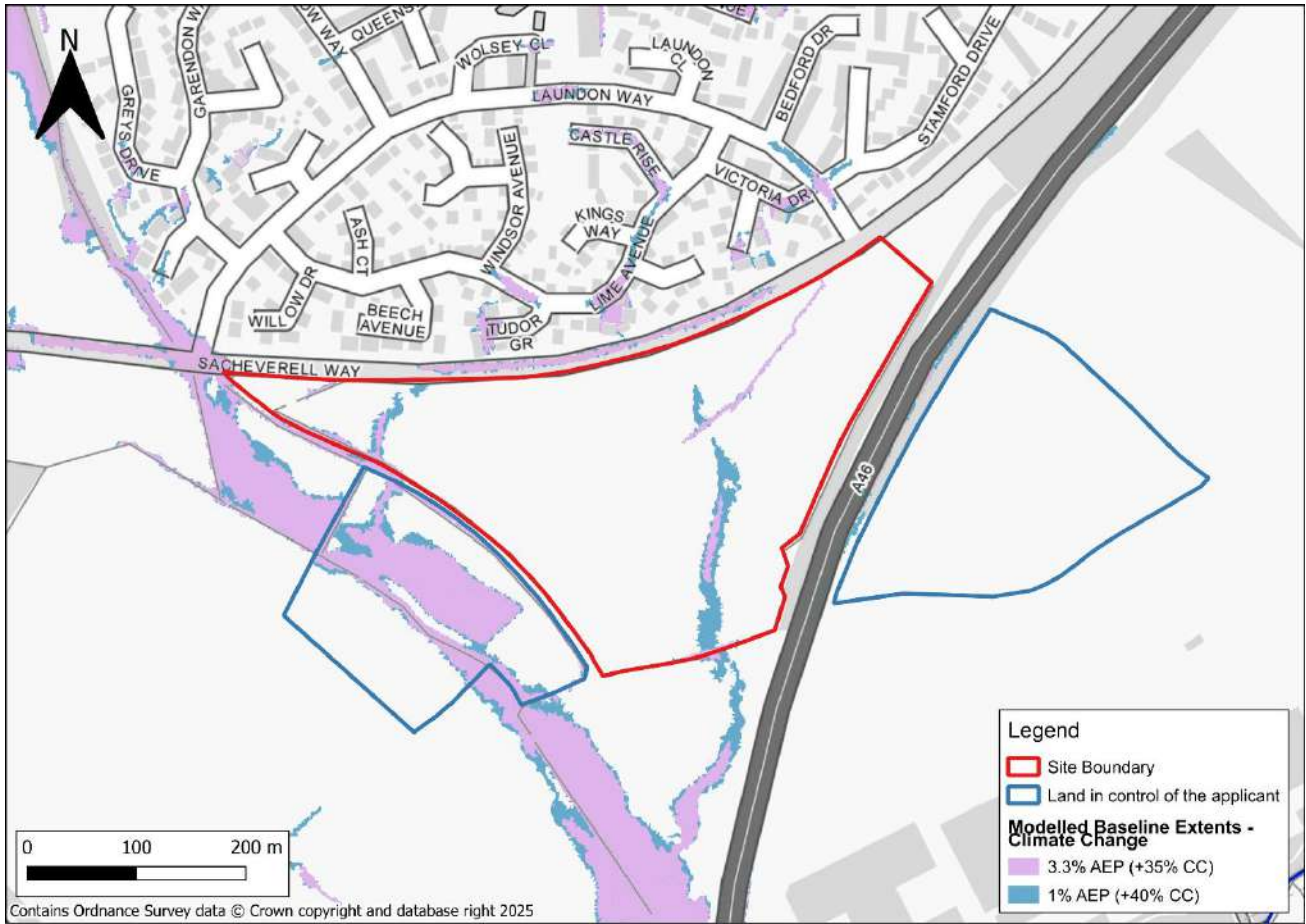 N
QUEENS
OW WAY
GARENDON W
GREYS DRIVE
WOLSEY CL
LAUNDON
CL
LAUNDON WAY
BEDFORD DR
STAMFORD DRIVE
CASTLE RISE
VICTORIA DR
WINDSOR AVENUE
KINGS
WAY
ASH CT
LIME AVENUE
WILLOW DR
BEECH
AVENUE
TUDOR
GR
SACHEVERELL WAY
A46
Legend
Site Boundary
Land in control of the applicant
Modelled Baseline Extents -
Climate Change
3.3% AEP (+35% CC)
1% AEP (+40% CC)
0 100 200 m
Contains Ordnance Survey data © Crown copyright and database right 2025